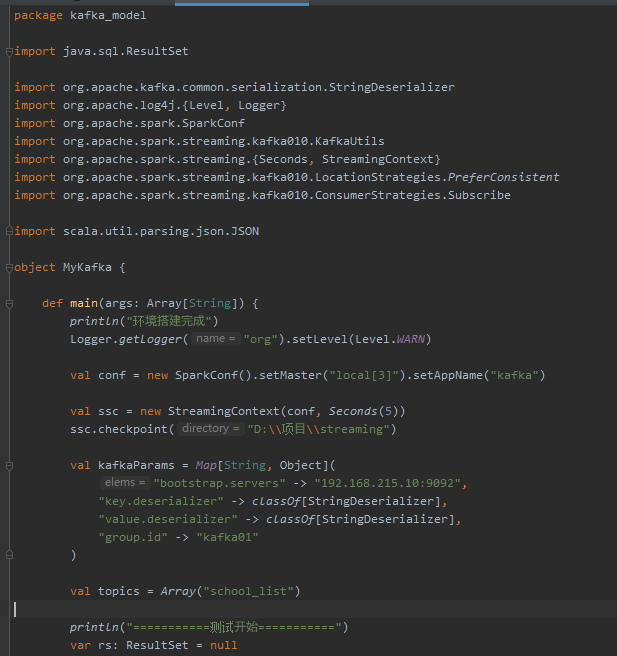 package kafka_model
import java.sql.ResultSet
import org.apache.kafka.common.serialization.StringDeserializer
import org.apache.log4j.{Level, Logger}
import org.apache.spark.SparkConf
import org.apache.spark.streaming.kafka010.KafkaUtils
import org.apache.spark.streaming.{Seconds, StreamingContext}
import org.apache.spark.streaming.kafka010.LocationStrategies.PreferConsistent
import org.apache.spark.streaming.kafka010.ConsumerStrategies.Subscribe
import scala.util.parsing.json.JSON
object MyKafka {
def main(args: Array[String]) {
println("环境搭建完成")
Logger.getLogger( name = "org").setLevel(Level.WARN)
val conf = new SparkConf().setMaster("local[3]").setAppName("kafka")
val ssc = new StreamingContext(conf, Seconds(5))
ssc.checkpoint( directory = "D:\\项目\\streaming")
val kafkaParams = Map[String, Object](
elems = "bootstrap.servers" -> "192.168.215.10:9092",
"key.deserializer" -> classOf[StringDeserializer],
"value.deserializer" -> classOf[StringDeserializer],
"group.id" -> "kafka01"
)
val topics = Array("school_list")
println("===========测试开始===========")
var rs: ResultSet = null